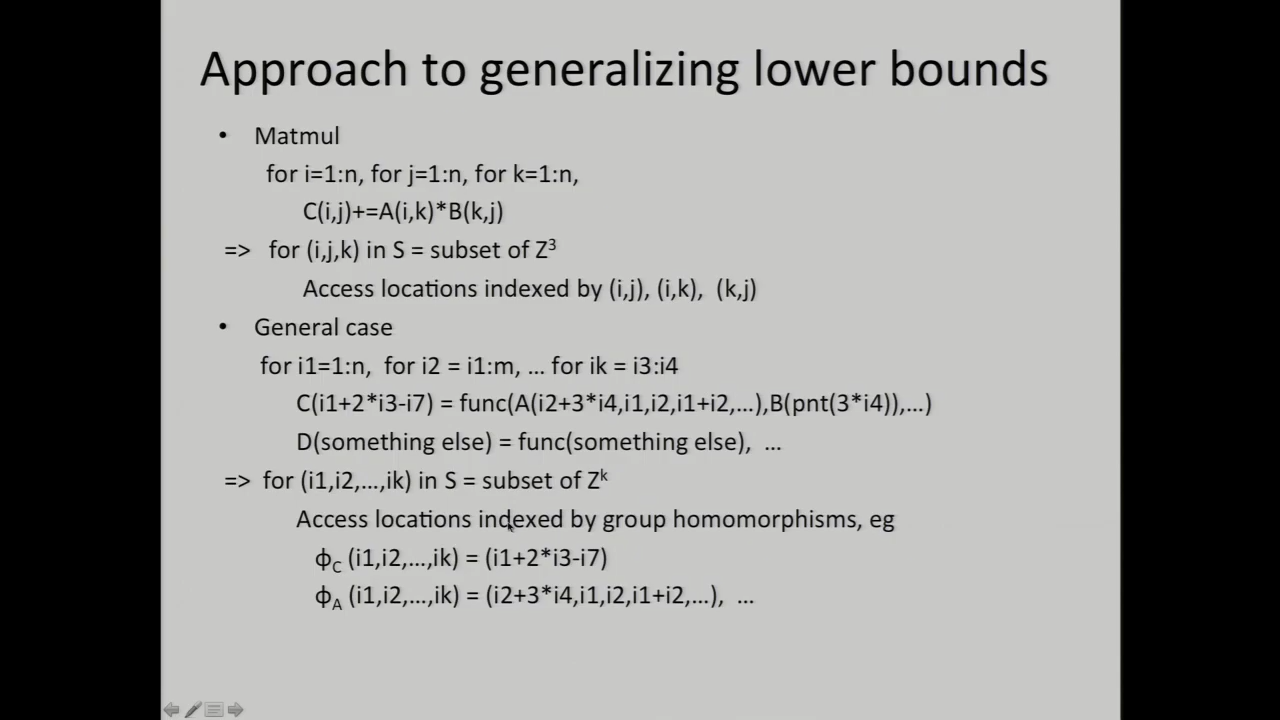 Approach to generalizing lower bounds
• Matmul
for i=1:n, for j=1:n, for k=1:n,
C(i,j)+=A(i,k)*B(k,j)
=> for (i,j,k) in S = subset of Z³
Access locations indexed by (i,j), (i,k), (k,j)
• General case
for i1=1:n, for i2 = i1:m, … for ik = i3:i4
C(i1+2*i3-i7) = func(A(i2+3*i4,i1,i2,i1+i2,…),B(pnt(3*i4)),…)
D(something else) = func(something else), …
=> for (i1,i2,…,ik) in S = subset of Zᵏ
Access locations indexed by group homomorphisms, eg
ϕ_C (i1,i2,…,ik) = (i1+2*i3-i7)
ϕ_A (i1,i2,…,ik) = (i2+3*i4,i1,i2,i1+i2,…), …